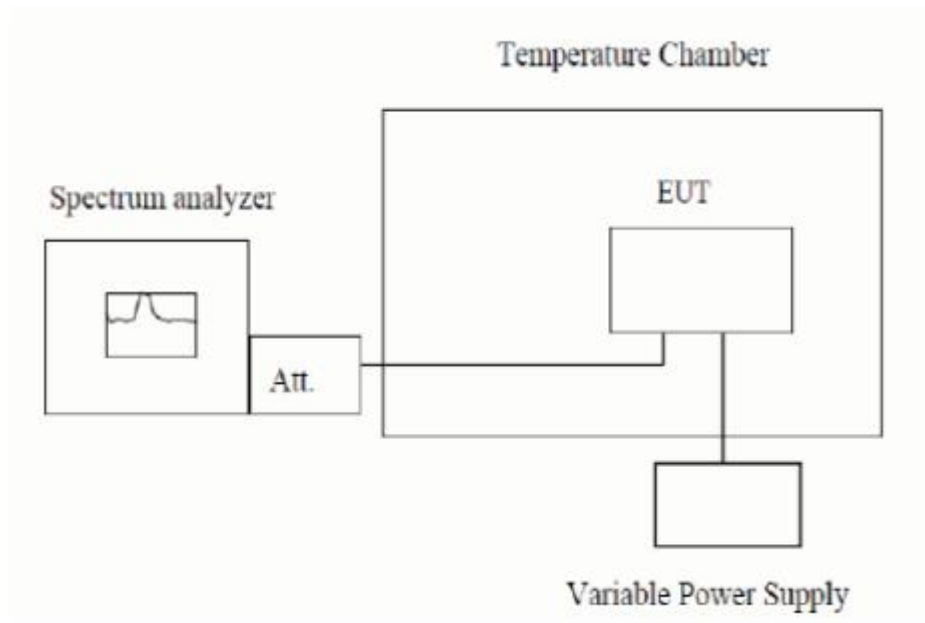 Temperature Chamber
EUT
Spectrum analyzer
Att.
Variable Power Supply